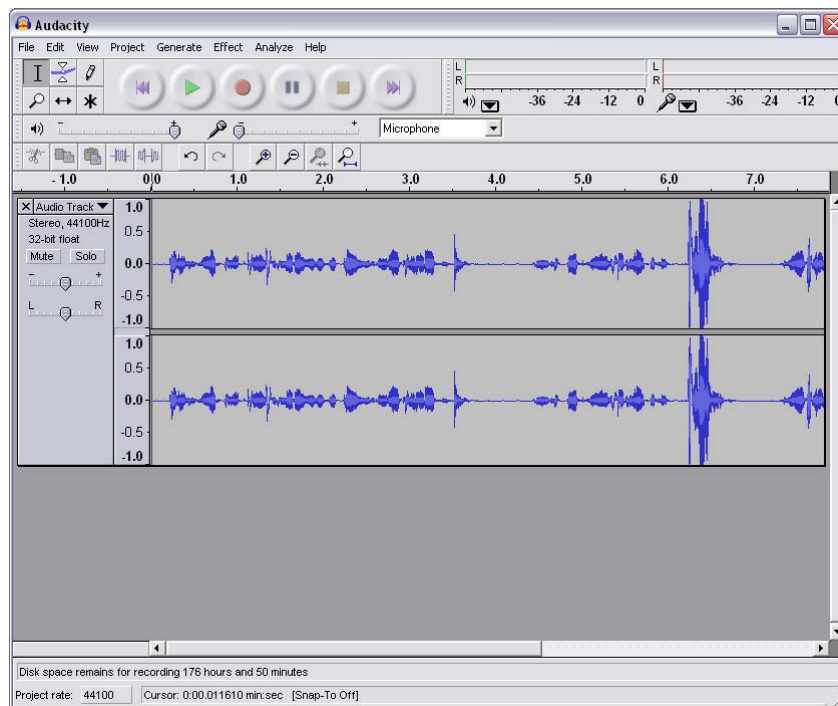 Audacity
File Edit View Project Generate Effect Analyze Help
L
R
-36 -24 -12 0
L
R
-36 -24 -12 0
- + - + Microphone
- 1.0 0.0 1.0 2.0 3.0 4.0 5.0 6.0 7.0
X Audio Track
Stereo, 44100Hz
32-bit float
Mute Solo
- +
L R
1.0
0.5
0.0
-0.5
-1.0
1.0
0.5
0.0
-0.5
-1.0
Disk space remains for recording 176 hours and 50 minutes
Project rate: 44100 Cursor: 0:00.011610 min:sec [Snap-To Off]